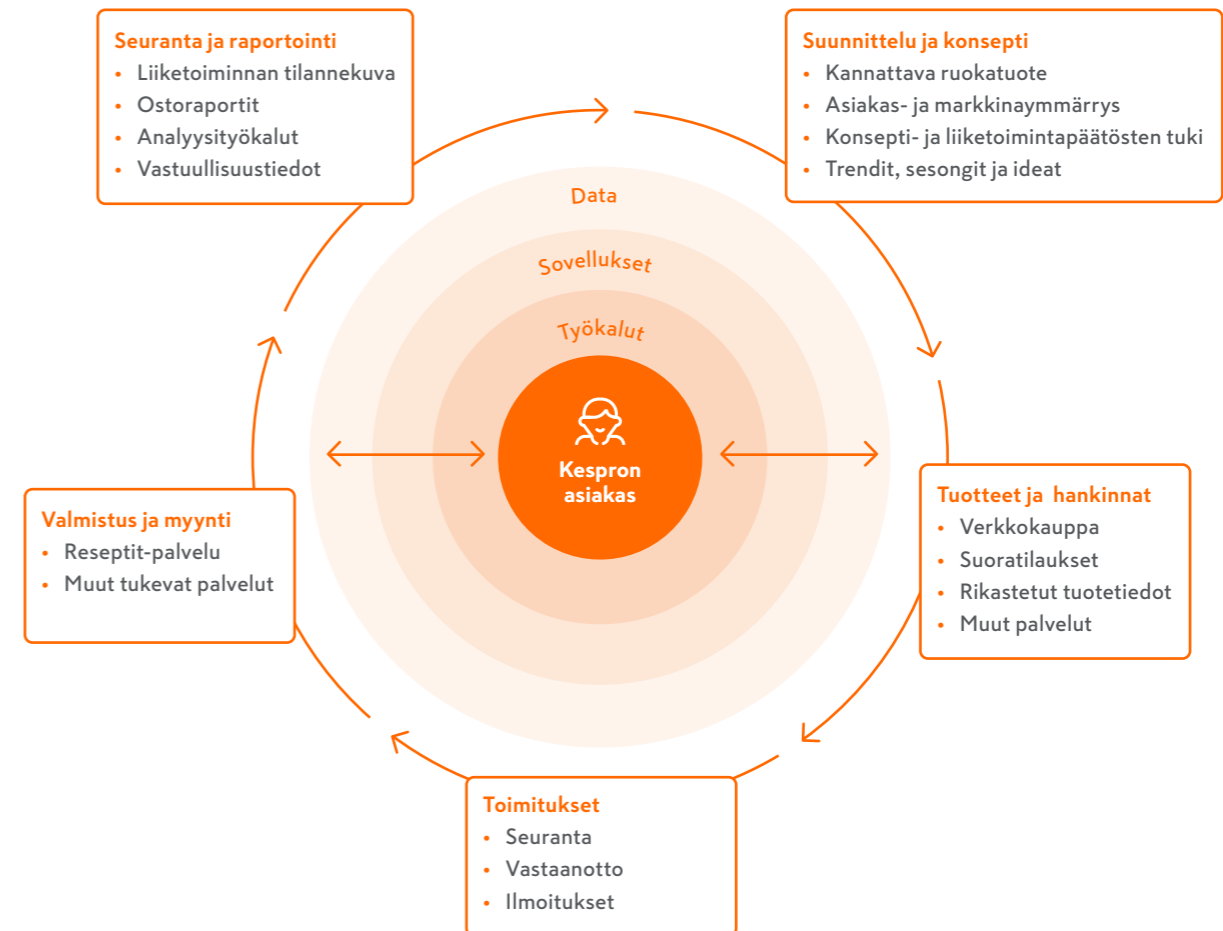 Seuranta ja raportointi
• Liiketoiminnan tilannekuva
• Ostoraportit
• Analyysityökalut
• Vastuullisuustiedot
Suunnittelu ja konsepti
• Kannattava ruokatuote
• Asiakas- ja markkinaymmärrys
• Konsepti- ja liiketoimintapäätösten tuki
• Trendit, sesongit ja ideat
Data
Sovellukset
Työkalut
Kespron
asiakas
Valmistus ja myynti
• Reseptit-palvelu
• Muut tukevat palvelut
Tuotteet ja hankinnat
• Verkkokauppa
• Suoratilaukset
• Rikastetut tuotetiedot
• Muut palvelut
Toimitukset
• Seuranta
• Vastaanotto
• Ilmoitukset